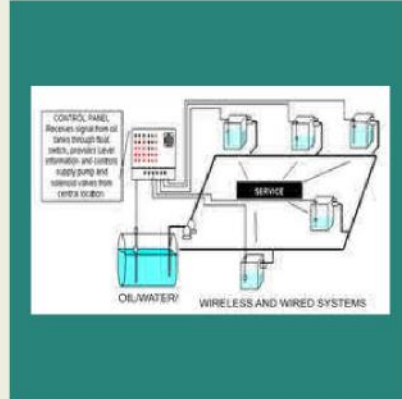 CONTROL PANEL
Receives signal from oil
tanks through float
switch, provides Level
information and controls
supply pump and
solenoid valves from
central location
SERVICE
OIL/WATER/
WIRELESS AND WIRED SYSTEMS